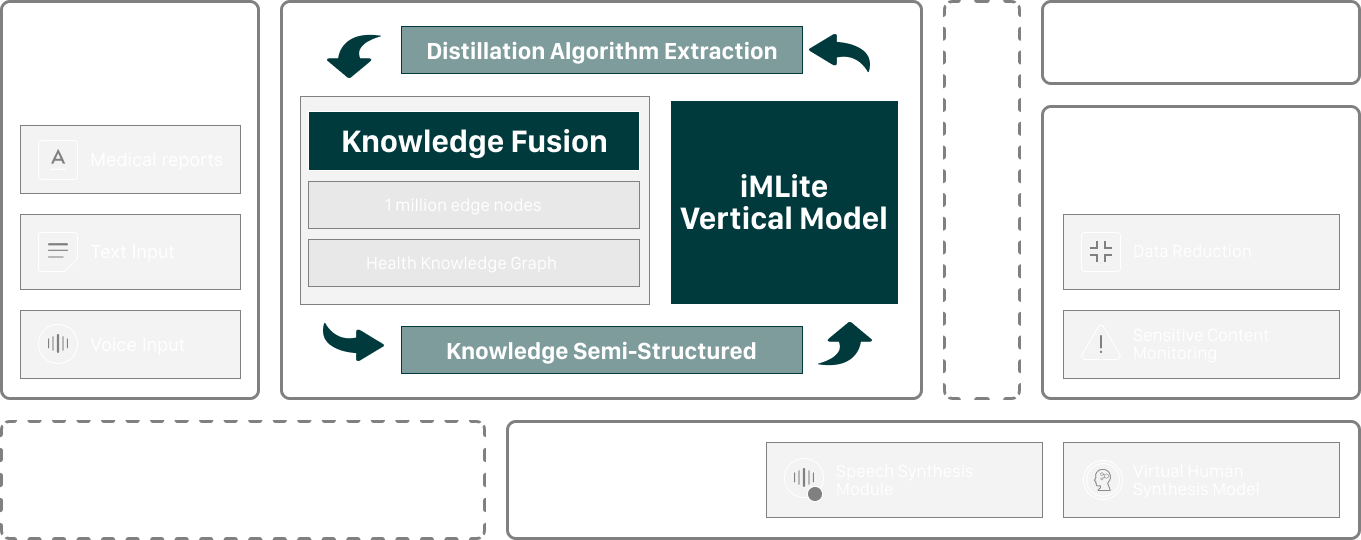 Medical reports
Text Input
Voice Input
Distillation Algorithm Extraction
Knowledge Fusion
1 million edge nodes
Health Knowledge Graph
iMLite
Vertical Model
Knowledge Semi-Structured
Data Reduction
Sensitive Content
Monitoring
Speech Synthesis
Module
Virtual Human
Synthesis Model